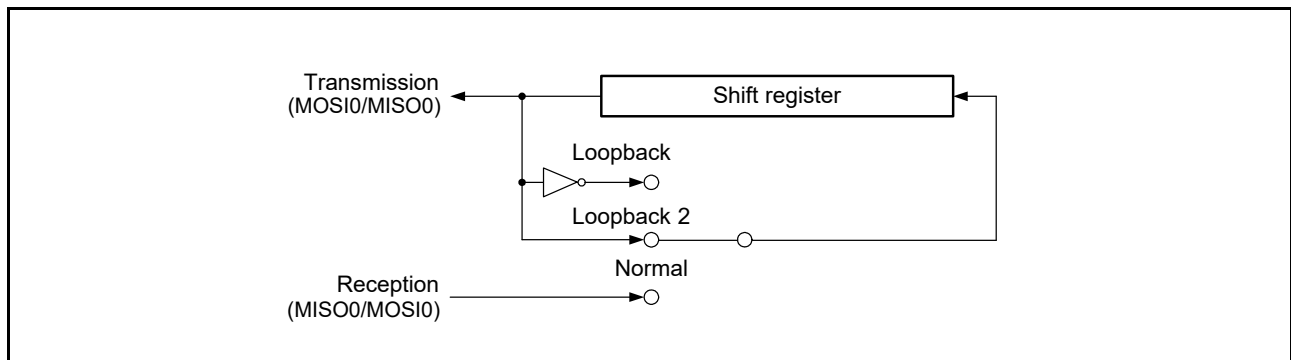 Transmission
(MOSI0/MISO0)
Shift register
Loopback
Loopback 2
Normal
Reception
(MISO0/MOSI0)